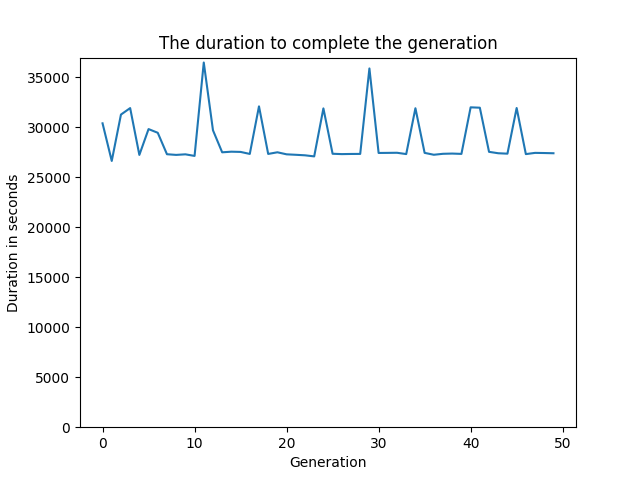 The duration to complete the generation
35000
30000
25000
20000
15000
10000
5000
0
Duration in seconds
0 10 20 30 40 50
Generation